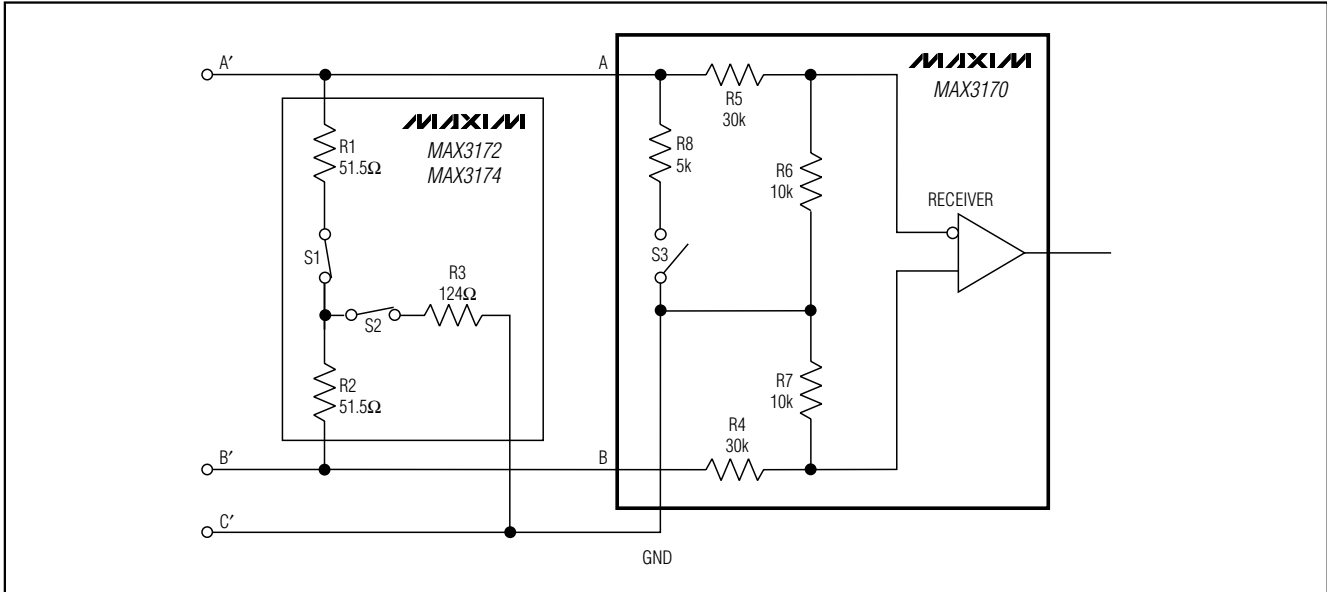 A′
A
MAXIM
MAX3170
R5
30k
MAXIM
MAX3172
MAX3174
R1
51.5Ω
R8
5k
R6
10k
RECEIVER
S1
S3
R3
124Ω
S2
R2
51.5Ω
R7
10k
R4
30k
B′
B
C′
GND